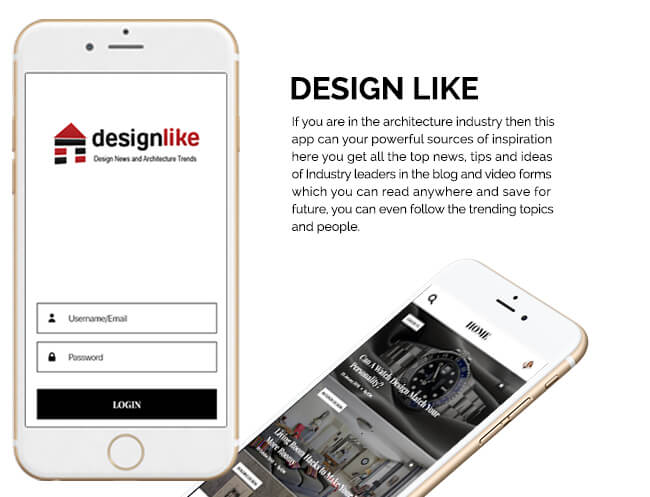 designlike
Design News and Architecture Trends
Username/Email
Password
LOGIN
DESIGN LIKE
If you are in the architecture industry then this
app can your powerful sources of inspiration
here you get all the top news, tips and ideas
of Industry leaders in the blog and video forms
which you can read anywhere and save for
future, you can even follow the trending topics
and people.
HOME
Can A Watch Design Match Your
Personality?
Living Room Hacks to Make Your
More Roomy